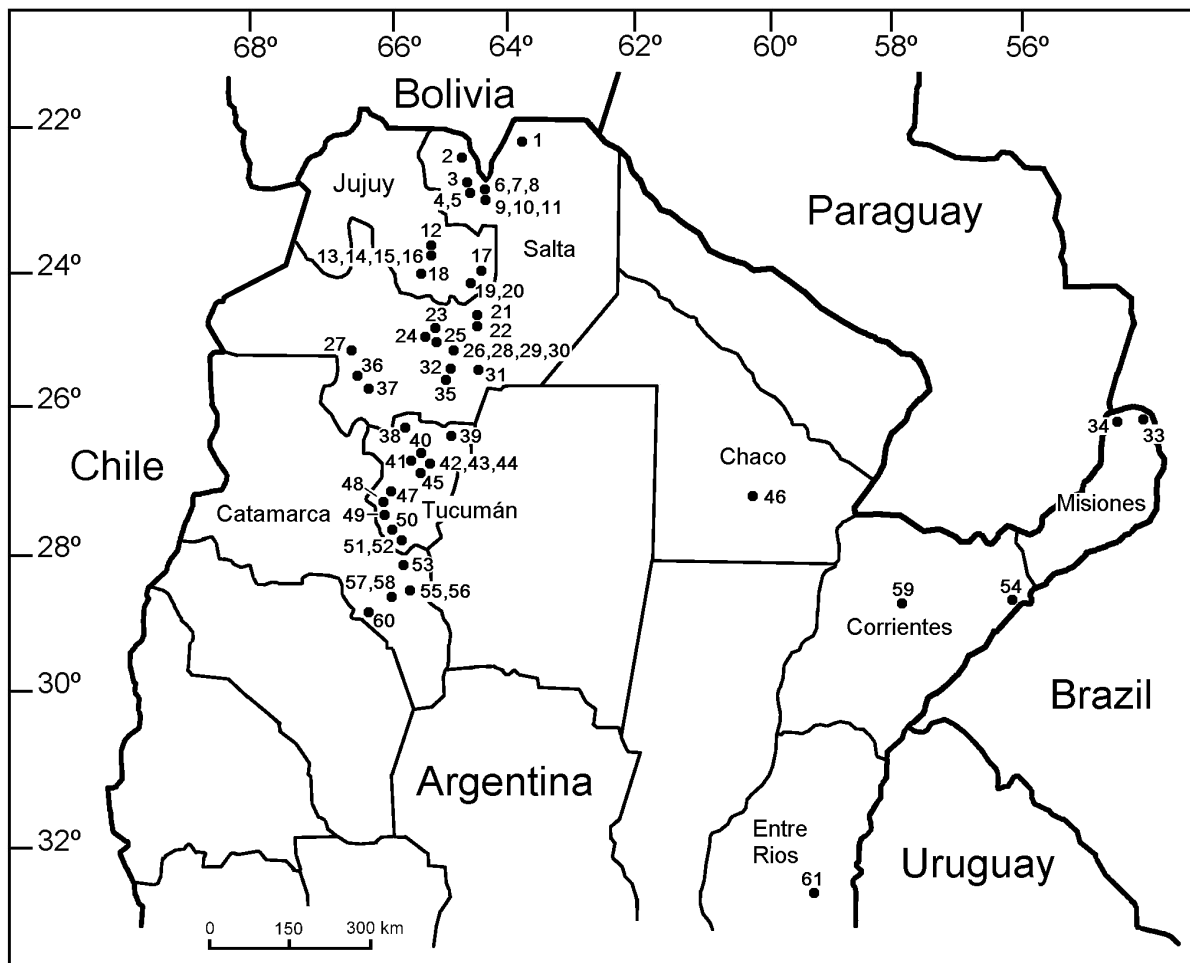 68º 66º 64º 62º 60º 58º 56º
Bolivia
22º
1
2
Jujuy
3
6,7,8
4,5
9,10,11
Paraguay
12
Salta
13,14,15,16
17
24º
18
19,20
21
23
22
24
25
27
26,28,29,30
32
31
36
35
37
26º
38
39
34
33
40
Chaco
41
42,43,44
Chile
45
46
48
47
Misiones
Catamarca
49
50
Tucumán
51,52
28º
53
57,58
55,56
59
54
60
Corrientes
30º
Brazil
Argentina
32º
Entre
Rios
Uruguay
61
0 150 300 km